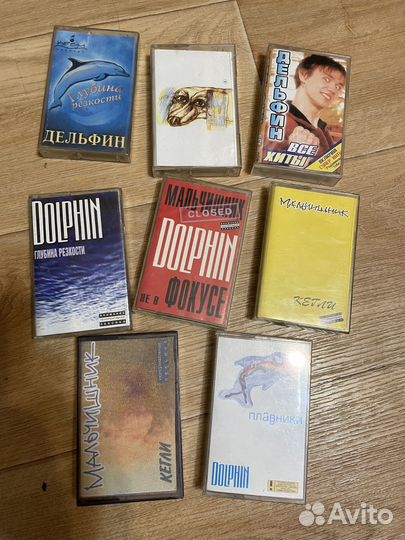 Глубина
резкости
ДЕЛЬФИН
ДЕЛЬФИН
ВСЕ
ХИТЫ
DOLPHIN
ГЛУБИНА РЕЗКОСТИ
МАЛЬЧИШНИК
CLOSED
DOLPHIN
НЕ В
ФОКУСЕ
МАЛЬЧИШНИК
КЕГЛИ
МАЛЬЧИШНИК
КЕГЛИ
плавники
DOLPHIN
Avito